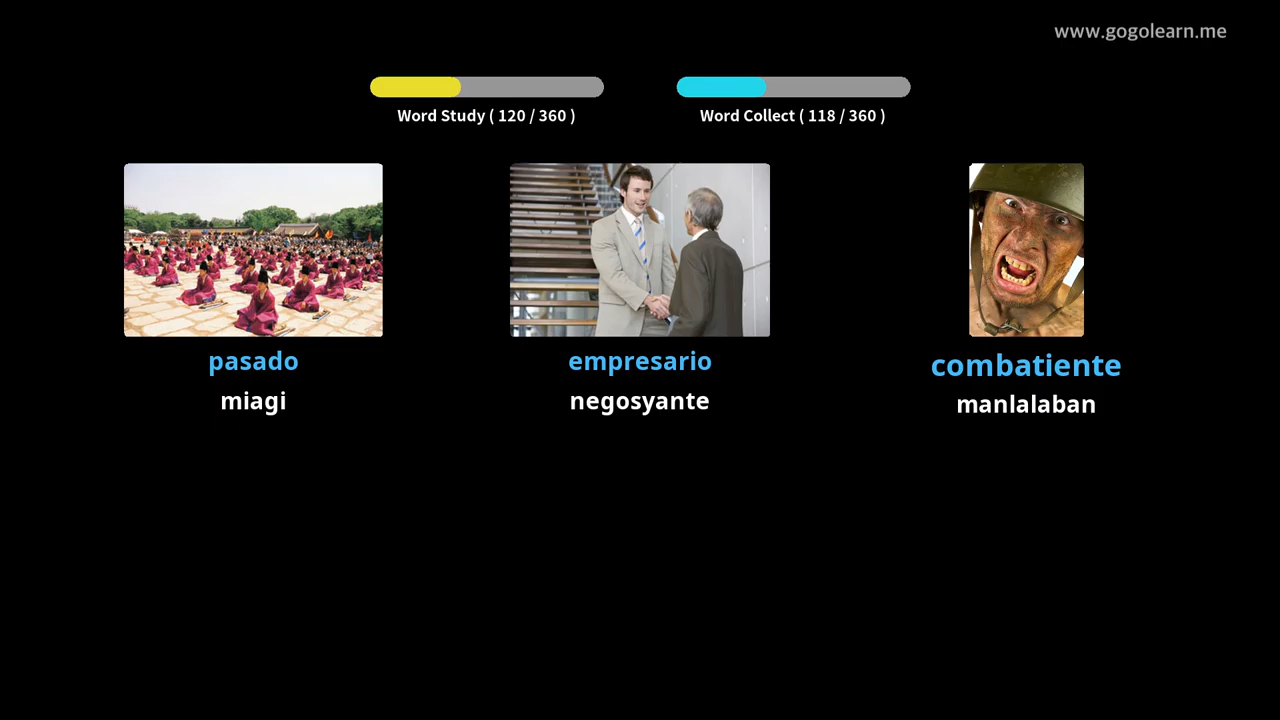 www.gogolearn.me
Word Study ( 120 / 360 )
Word Collect ( 118 / 360 )
pasado
miagi
empresario
negosyante
combatiente
manlalaban